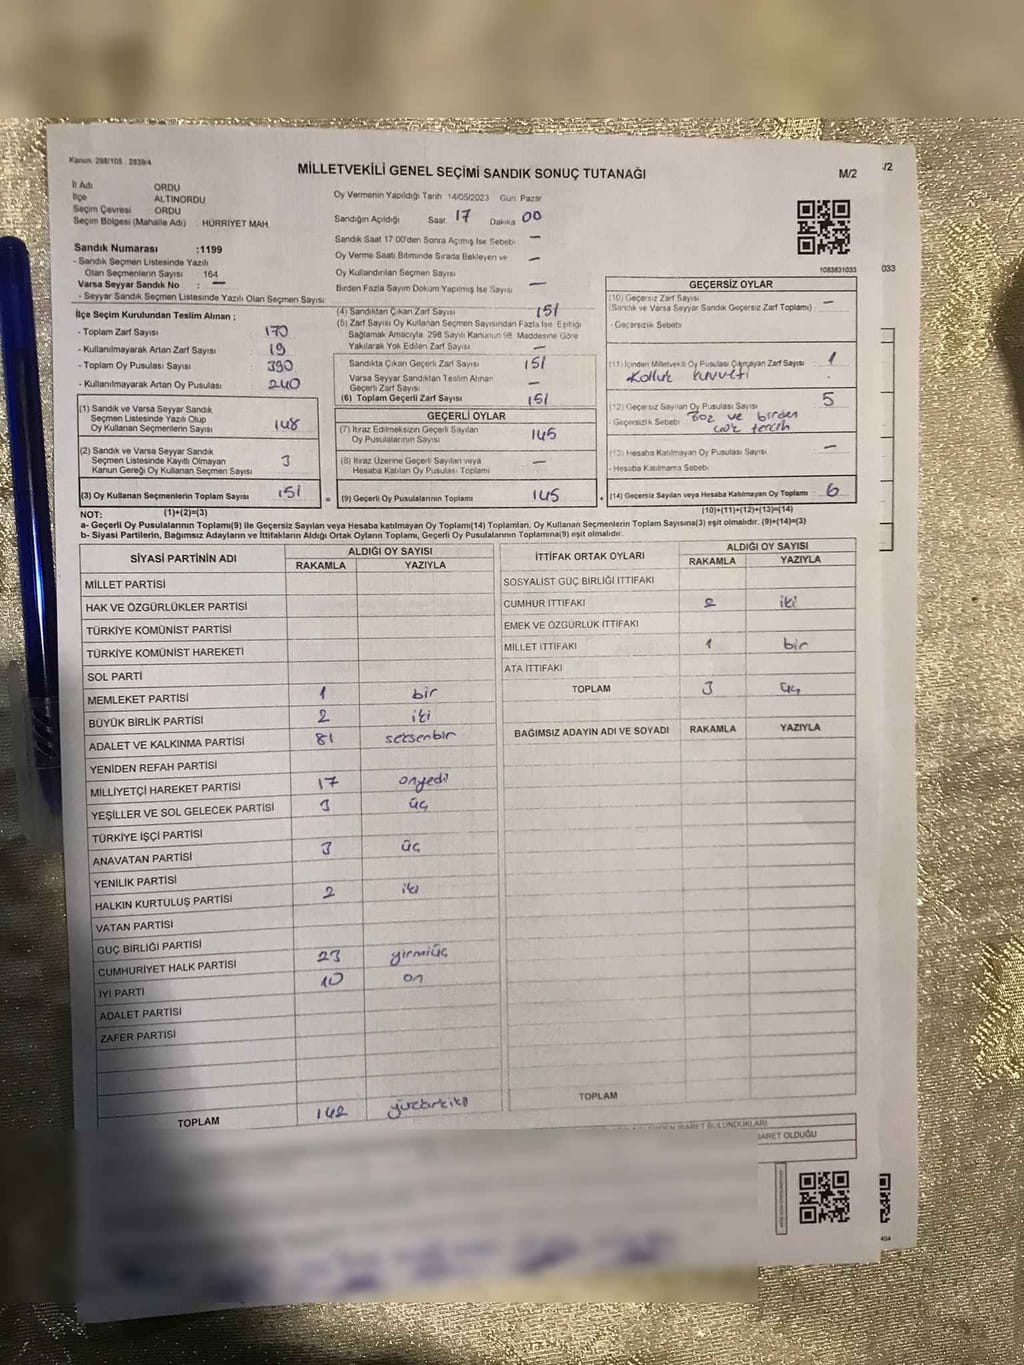 Kanun: 298/105 - 2839/4
MİLLETVEKİLİ GENEL SEÇİMİ SANDIK SONUÇ TUTANAĞI
M/2
/2
İl Adı ORDU
İlçe ALTINORDU
Seçim Çevresi ORDU
Seçim Bölgesi (Mahalle Adı) : HÜRRİYET MAH.
Oy Vermenin Yapıldığı Tarih 14/05/2023 Gün Pazar
Sandığın Açıldığı Saat 17 Dakika 00
Sandık Saat 17:00'den Sonra Açımış İse Sebebi : —
Oy Verme Saati Bitiminde Sırada Bekleyen ve —
Oy Kullandırılan Seçmen Sayısı
Birden Fazla Sayım Döküm Yapılmış İse Sayısı : —
Sandık Numarası :1199
- Sandık Seçmen Listesinde Yazılı
Olan Seçmenlerin Sayısı : 164
Varsa Seyyar Sandık No : —
- Seyyar Sandık Seçmen Listesinde Yazılı Olan Seçmen Sayısı:
1083831033
033
İlçe Seçim Kurulundan Teslim Alınan ;
- Toplam Zarf Sayısı 170
- Kullanılmayarak Artan Zarf Sayısı 19
- Toplam Oy Pusulası Sayısı 390
- Kullanılmayarak Artan Oy Pusulası 240
(1) Sandık ve Varsa Seyyar Sandık
Seçmen Listesinde Yazılı Olup
Oy Kullanan Seçmenlerin Sayısı 148
(2) Sandık ve Varsa Seyyar Sandık
Seçmen Listesinde Kayıtlı Olmayan
Kanun Gereği Oy Kullanan Seçmen Sayısı 3
(3) Oy Kullanan Seçmenlerin Toplam Sayısı 151
(4) Sandıktan Çıkan Zarf Sayısı 151
(5) Zarf Sayısı Oy Kullanan Seçmen Sayısından Fazla İse, Eşitliği
Sağlamak Amacıyla 298 Sayılı Kanunun 98. Maddesine Göre
Yakılarak Yok Edilen Zarf Sayısı —
Sandıkta Çıkan Geçerli Zarf Sayısı 151
Varsa Seyyar Sandıktan Teslim Alınan
Geçerli Zarf Sayısı —
(6) Toplam Geçerli Zarf Sayısı 151
GEÇERLİ OYLAR
(7) İtiraz Edilmeksizin Geçerli Sayılan
Oy Pusulalarının Sayısı 145
(8) İtiraz Üzerine Geçerli Sayılan veya
Hesaba Katılan Oy Pusulası Toplamı —
= (9) Geçerli Oy Pusulalarının Toplamı 145
GEÇERSİZ OYLAR
(10) Geçersiz Zarf Sayısı
(Sandık ve Varsa Seyyar Sandık Geçersiz Zarf Toplamı) : —
- Geçersizlik Sebebi :
(11) İçinden Milletvekili Oy Pusulası Çıkmayan Zarf Sayısı 1
Kolluk kuvveti
(12) Geçersiz Sayılan Oy Pusulası Sayısı 5
- Geçersizlik Sebebi : Boş ve birden
çok tercih
(13) Hesaba Katılmayan Oy Pusulası Sayısı —
- Hesaba Katılmama Sebebi :
+ (14) Geçersiz Sayılan veya Hesaba Katılmayan Oy Toplamı 6
NOT: (1)+(2)=(3)
(10)+(11)+(12)+(13)=(14)
a- Geçerli Oy Pusulalarının Toplamı(9) ile Geçersiz Sayılan veya Hesaba katılmayan Oy Toplamı(14) Toplamları, Oy Kullanan Seçmenlerin Toplam Sayısına(3) eşit olmalıdır. (9)+(14)=(3)
b- Siyasi Partilerin, Bağımsız Adayların ve İttifakların Aldığı Ortak Oyların Toplamı, Geçerli Oy Pusulalarının Toplamına(9) eşit olmalıdır.
SİYASİ PARTİNİN ADI
ALDIĞI OY SAYISI
RAKAMLA YAZIYLA
MİLLET PARTİSİ
HAK VE ÖZGÜRLÜKLER PARTİSİ
TÜRKİYE KOMÜNİST PARTİSİ
TÜRKİYE KOMÜNİST HAREKETİ
SOL PARTİ
MEMLEKET PARTİSİ 1 bir
BÜYÜK BİRLİK PARTİSİ 2 iki
ADALET VE KALKINMA PARTİSİ 81 seksenbir
YENİDEN REFAH PARTİSİ
MİLLİYETÇİ HAREKET PARTİSİ 17 onyedi
YEŞİLLER VE SOL GELECEK PARTİSİ 3 üç
TÜRKİYE İŞÇİ PARTİSİ
ANAVATAN PARTİSİ 3 üç
YENİLİK PARTİSİ
HALKIN KURTULUŞ PARTİSİ 2 iki
VATAN PARTİSİ
GÜÇ BİRLİĞİ PARTİSİ
CUMHURİYET HALK PARTİSİ 23 yirmiüç
İYİ PARTİ 10 on
ADALET PARTİSİ
ZAFER PARTİSİ
TOPLAM 142 yüzkırkiki
İTTİFAK ORTAK OYLARI
ALDIĞI OY SAYISI
RAKAMLA YAZIYLA
SOSYALİST GÜÇ BİRLİĞİ İTTİFAKI
CUMHUR İTTİFAKI 2 iki
EMEK VE ÖZGÜRLÜK İTTİFAKI
MİLLET İTTİFAKI 1 bir
ATA İTTİFAKI
TOPLAM 3 üç
BAĞIMSIZ ADAYIN ADI VE SOYADI RAKAMLA YAZIYLA
TOPLAM
İBARET BULUNDUKLARI
BARET OLDUĞU
404